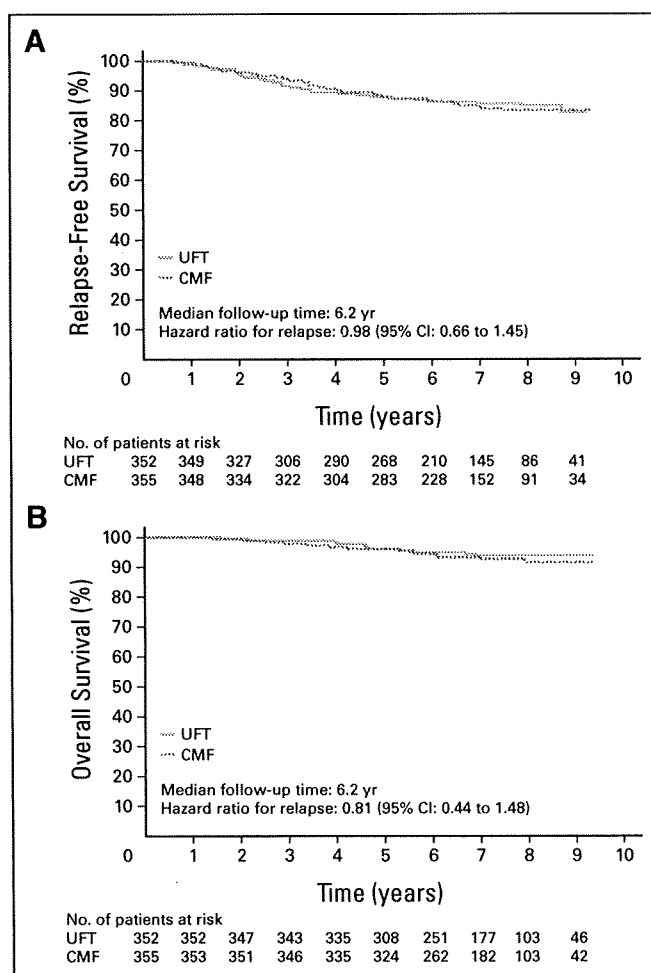 A
Relapse-Free Survival (%)
100
90
80
70
60
50
40
30
20
10
UFT
CMF
Median follow-up time: 6.2 yr
Hazard ratio for relapse: 0.98 (95% CI: 0.66 to 1.45)
0 1 2 3 4 5 6 7 8 9 10
Time (years)
No. of patients at risk
UFT 352 349 327 306 290 268 210 145 86 41
CMF 355 348 334 322 304 283 228 152 91 34
B
Overall Survival (%)
100
90
80
70
60
50
40
30
20
10
UFT
CMF
Median follow-up time: 6.2 yr
Hazard ratio for relapse: 0.81 (95% CI: 0.44 to 1.48)
0 1 2 3 4 5 6 7 8 9 10
Time (years)
No. of patients at risk
UFT 352 352 347 343 335 308 251 177 103 46
CMF 355 353 351 346 335 324 262 182 103 42